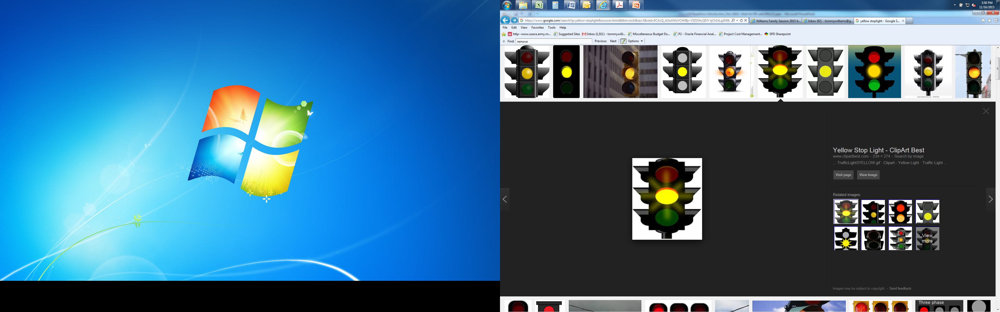 3:58 PM
11/16/2015
https://www.google.com/search?q=yellow+stoplight&source=lnms&tbm=isch&sa=X&ved=0CAcQ_AUoAWoVChMIjv-V3ZGWyQIVV-tjCh1kLg2M&
Williams Family Session 2015 b...
Inbox (92) - tommywilliams@g...
yellow stoplight - Google S...
File Edit View Favorites Tools Help
http--www.usace.army.m... Suggested Sites Inbox (1,011) - tommywilli... Miscellaneous Budget Do... P2 - Oracle Financial Anal... Project Cost Management... SPD Sharepoint
Find: remove Previous Next Options
Yellow Stop Light - ClipArt Best
www.clipartbest.com - 234 × 274 - Search by image
... TrafficLight3YELLOW.gif · Clipart - Yellow Light · Traffic Light ...
Visit page View image
Related images:
View
more
Images may be subject to copyright. - Send feedback
Three phase